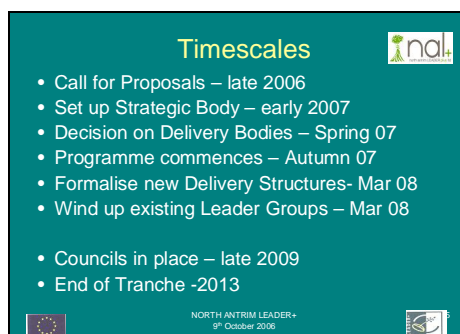 Timescales
nal+
• Call for Proposals – late 2006
• Set up Strategic Body – early 2007
• Decision on Delivery Bodies – Spring 07
• Programme commences – Autumn 07
• Formalise new Delivery Structures- Mar 08
• Wind up existing Leader Groups – Mar 08
• Councils in place – late 2009
• End of Tranche -2013
NORTH ANTRIM LEADER+
9th October 2006